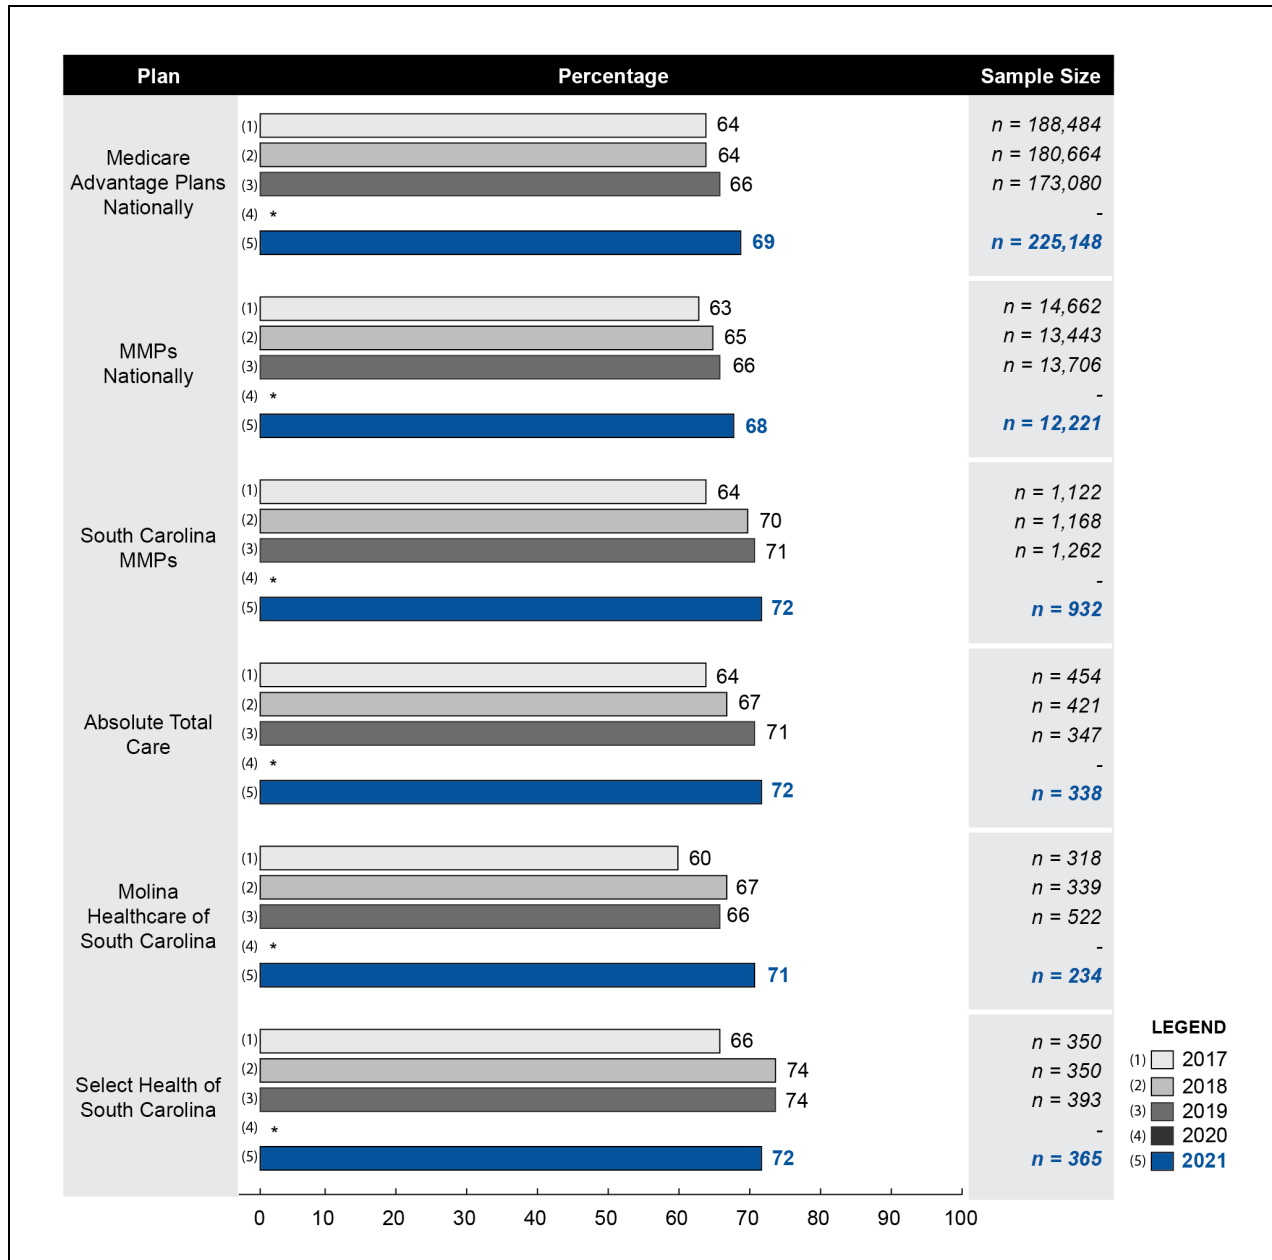 Plan Percentage Sample Size
Medicare
Advantage Plans
Nationally
(1) 64 n = 188,484
(2) 64 n = 180,664
(3) 66 n = 173,080
(4) * -
(5) 69 n = 225,148
MMPs
Nationally
(1) 63 n = 14,662
(2) 65 n = 13,443
(3) 66 n = 13,706
(4) * -
(5) 68 n = 12,221
South Carolina
MMPs
(1) 64 n = 1,122
(2) 70 n = 1,168
(3) 71 n = 1,262
(4) * -
(5) 72 n = 932
Absolute Total
Care
(1) 64 n = 454
(2) 67 n = 421
(3) 71 n = 347
(4) * -
(5) 72 n = 338
Molina
Healthcare of
South Carolina
(1) 60 n = 318
(2) 67 n = 339
(3) 66 n = 522
(4) * -
(5) 71 n = 234
Select Health of
South Carolina
(1) 66 n = 350
(2) 74 n = 350
(3) 74 n = 393
(4) * -
(5) 72 n = 365
0 10 20 30 40 50 60 70 80 90 100
LEGEND
(1) 2017
(2) 2018
(3) 2019
(4) 2020
(5) 2021